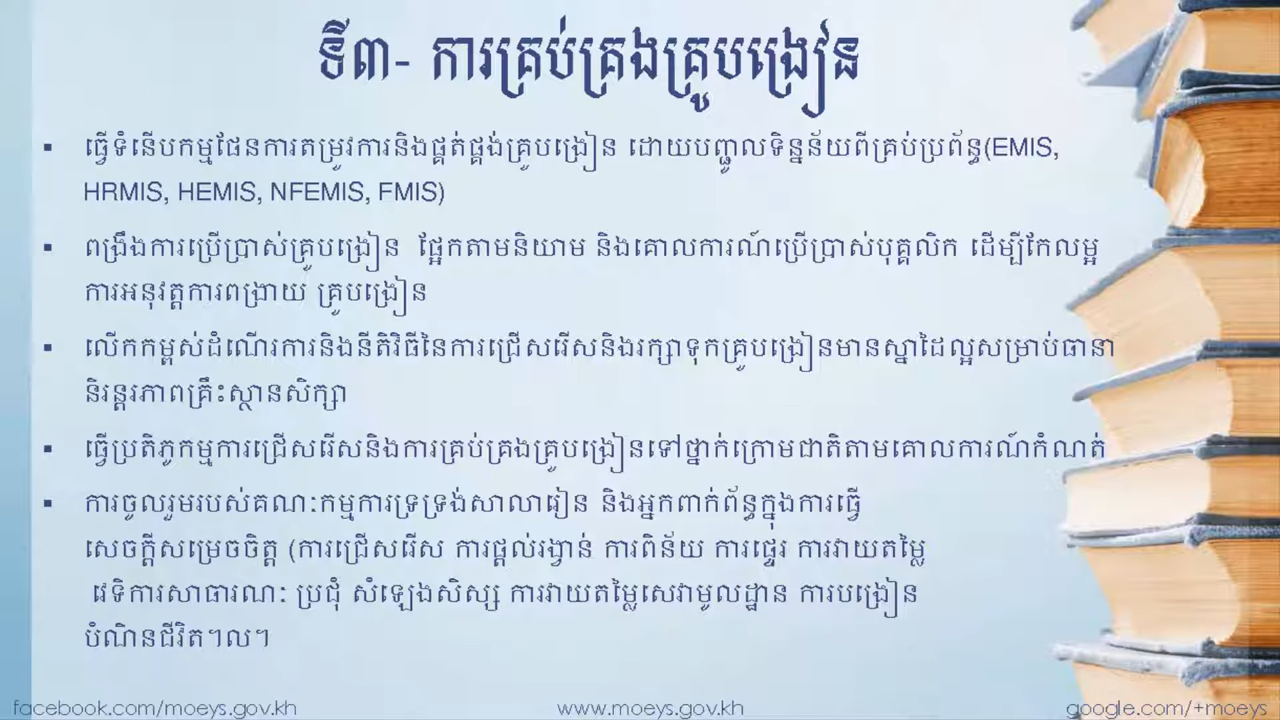 ទី៣- ការគ្រប់គ្រងគ្រូបង្រៀន
▪ ធ្វើទំនើបកម្មផែនការតម្រូវការនិងផ្គត់ផ្គង់គ្រូបង្រៀន ដោយបញ្ជូលទិន្នន័យពីគ្រប់ប្រព័ន្ធ(EMIS,
HRMIS, HEMIS, NFEMIS, FMIS)
▪ ពង្រឹងការប្រើប្រាស់គ្រូបង្រៀន ផ្អែកតាមនិយាម និងគោលការណ៍ប្រើប្រាស់បុគ្គលិក ដើម្បីកែលម្អ
ការអនុវត្តការពង្រាយ គ្រូបង្រៀន
▪ លើកកម្ពស់ដំណើរការនិងនីតិវិធីនៃការជ្រើសរើសនិងរក្សាទុកគ្រូបង្រៀនមានស្នាដៃល្អសម្រាប់ធានា
និរន្តរភាពគ្រឹះស្ថានសិក្សា
▪ ធ្វើប្រតិភូកម្មការជ្រើសរើសនិងការគ្រប់គ្រងគ្រូបង្រៀនទៅថ្នាក់ក្រោមជាតិតាមគោលការណ៍កំណត់
▪ ការចូលរួមរបស់គណៈកម្មការទ្រទ្រង់សាលារៀន និងអ្នកពាក់ព័ន្ធក្នុងការធ្វើ
សេចក្តីសម្រេចចិត្ត (ការជ្រើសរើស ការផ្តល់រង្វាន់ ការពិន័យ ការផ្ទេរ ការវាយតម្លៃ
វេទិការសាធារណៈ ប្រជុំ សំឡេងសិស្ស ការវាយតម្លៃសេវាមូលដ្ឋាន ការបង្រៀន
បំណិនជីវិត។ល។
facebook.com/moeys.gov.kh www.moeys.gov.kh google.com/+moeys